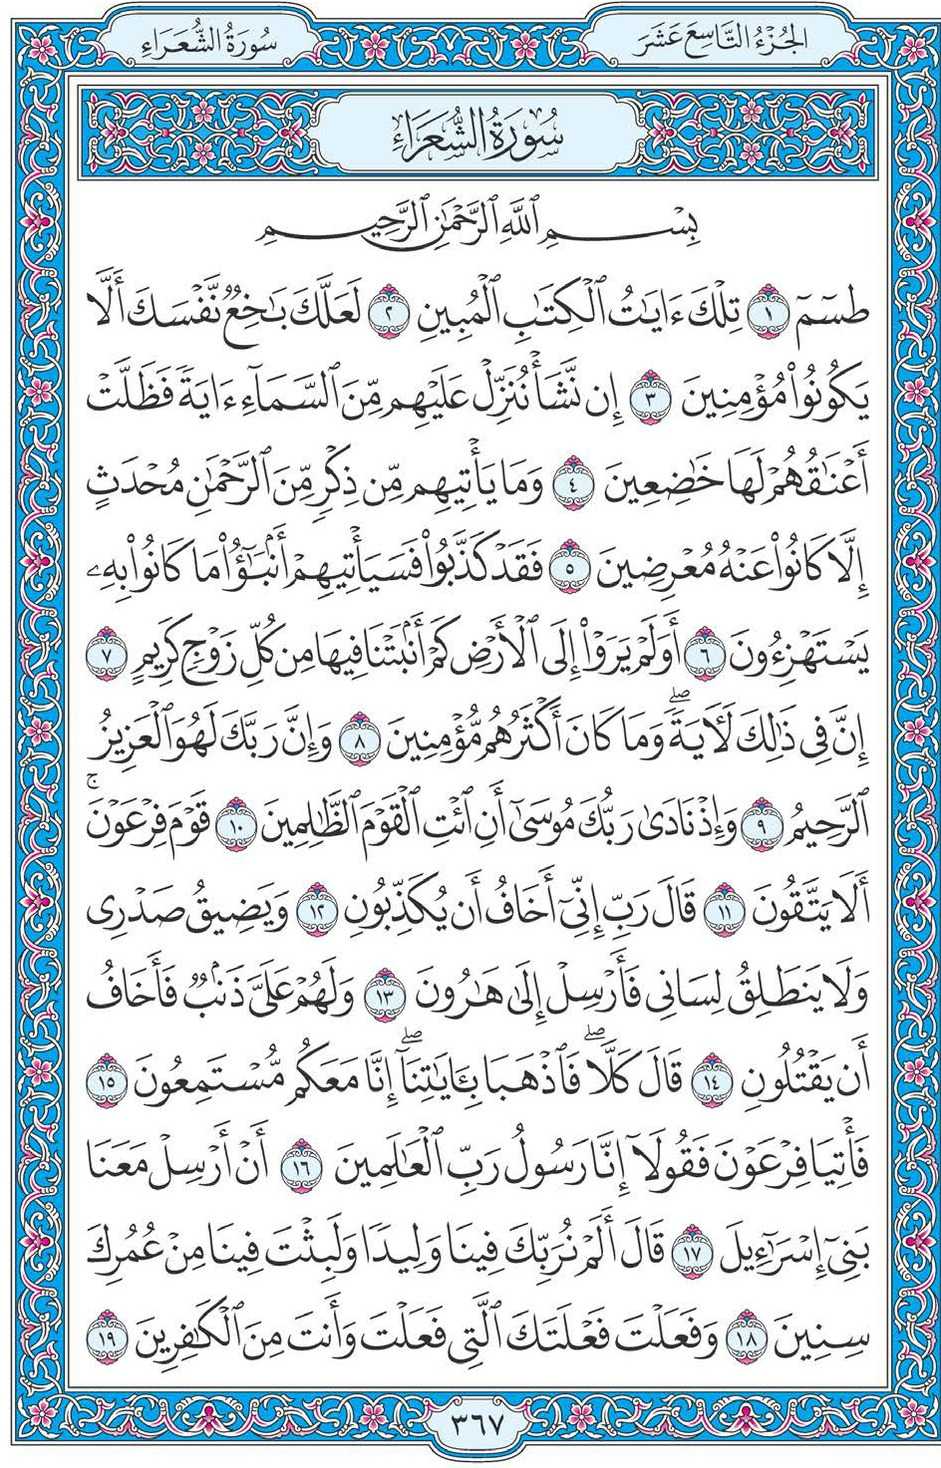 الجُزْءُ التَّاسِعَ عَشَرَ
سُورَةُ الشُّعَرَاءِ
سُورَةُ الشُّعَرَاءِ
بِسْمِ ٱللَّهِ ٱلرَّحْمَٰنِ ٱلرَّحِيمِ
طسٓمٓ ١ تِلْكَ ءَايَٰتُ ٱلْكِتَٰبِ ٱلْمُبِينِ ٢ لَعَلَّكَ بَٰخِعٌ نَّفْسَكَ أَلَّا
يَكُونُوا۟ مُؤْمِنِينَ ٣ إِن نَّشَأْ نُنَزِّلْ عَلَيْهِم مِّنَ ٱلسَّمَآءِ ءَايَةً فَظَلَّتْ
أَعْنَٰقُهُمْ لَهَا خَٰضِعِينَ ٤ وَمَا يَأْتِيهِم مِّن ذِكْرٍ مِّنَ ٱلرَّحْمَٰنِ مُحْدَثٍ
إِلَّا كَانُوا۟ عَنْهُ مُعْرِضِينَ ٥ فَقَدْ كَذَّبُوا۟ فَسَيَأْتِيهِمْ أَنۢبَٰٓؤُا۟ مَا كَانُوا۟ بِهِۦ
يَسْتَهْزِءُونَ ٦ أَوَلَمْ يَرَوْا۟ إِلَى ٱلْأَرْضِ كَمْ أَنۢبَتْنَا فِيهَا مِن كُلِّ زَوْجٍ كَرِيمٍ ٧
إِنَّ فِى ذَٰلِكَ لَءَايَةً ۖ وَمَا كَانَ أَكْثَرُهُم مُّؤْمِنِينَ ٨ وَإِنَّ رَبَّكَ لَهُوَ ٱلْعَزِيزُ
ٱلرَّحِيمُ ٩ وَإِذْ نَادَىٰ رَبُّكَ مُوسَىٰٓ أَنِ ٱئْتِ ٱلْقَوْمَ ٱلظَّٰلِمِينَ ١٠ قَوْمَ فِرْعَوْنَ ۚ
أَلَا يَتَّقُونَ ١١ قَالَ رَبِّ إِنِّىٓ أَخَافُ أَن يُكَذِّبُونِ ١٢ وَيَضِيقُ صَدْرِى
وَلَا يَنطَلِقُ لِسَانِى فَأَرْسِلْ إِلَىٰ هَٰرُونَ ١٣ وَلَهُمْ عَلَىَّ ذَنۢبٌ فَأَخَافُ
أَن يَقْتُلُونِ ١٤ قَالَ كَلَّا ۖ فَٱذْهَبَا بِـَٔايَٰتِنَآ ۖ إِنَّا مَعَكُم مُّسْتَمِعُونَ ١٥
فَأْتِيَا فِرْعَوْنَ فَقُولَآ إِنَّا رَسُولُ رَبِّ ٱلْعَٰلَمِينَ ١٦ أَنْ أَرْسِلْ مَعَنَا
بَنِىٓ إِسْرَٰٓءِيلَ ١٧ قَالَ أَلَمْ نُرَبِّكَ فِينَا وَلِيدًا وَلَبِثْتَ فِينَا مِنْ عُمُرِكَ
سِنِينَ ١٨ وَفَعَلْتَ فَعْلَتَكَ ٱلَّتِى فَعَلْتَ وَأَنتَ مِنَ ٱلْكَٰفِرِينَ ١٩
٣٦٧